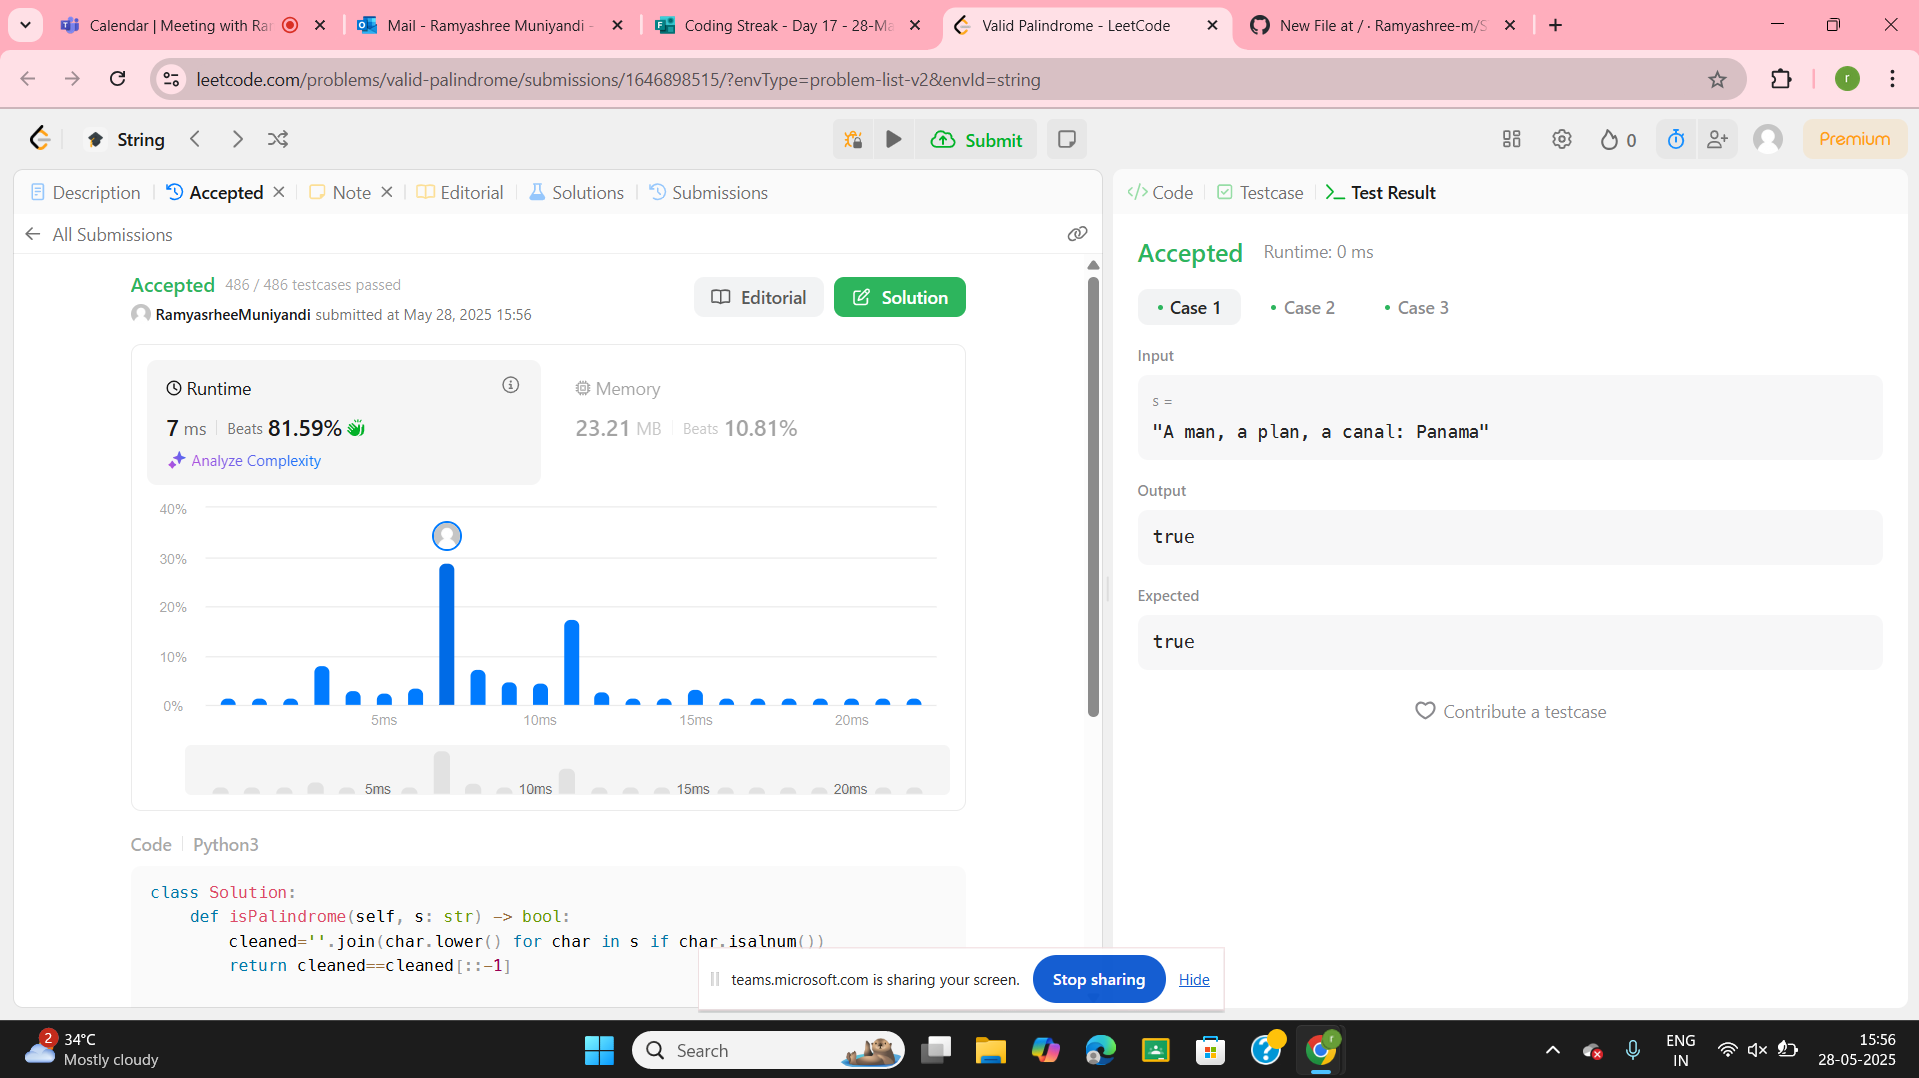 Calendar | Meeting with Ra
Mail - Ramyashree Muniyandi -
Coding Streak - Day 17 - 28-Ma
Valid Palindrome - LeetCode
New File at / · Ramyashree-m/S
leetcode.com/problems/valid-palindrome/submissions/1646898515/?envType=problem-list-v2&envId=string
r
String
Submit
0
Premium
Description
Accepted
Note
Editorial
Solutions
Submissions
All Submissions
Accepted 486 / 486 testcases passed
RamyasrheeMuniyandi submitted at May 28, 2025 15:56
Editorial
Solution
Runtime
7 ms Beats 81.59%
Analyze Complexity
Memory
23.21 MB Beats 10.81%
40%
30%
20%
10%
0%
5ms 10ms 15ms 20ms
5ms 10ms 15ms 20ms
Code Python3
class Solution:
def isPalindrome(self, s: str) -> bool:
cleaned=''.join(char.lower() for char in s if char.isalnum())
return cleaned==cleaned[::-1]
</> Code
Testcase
Test Result
Accepted Runtime: 0 ms
Case 1
Case 2
Case 3
Input
s =
"A man, a plan, a canal: Panama"
Output
true
Expected
true
Contribute a testcase
teams.microsoft.com is sharing your screen.
Stop sharing
Hide
2
34°C
Mostly cloudy
Search
r
ENG
IN
15:56
28-05-2025